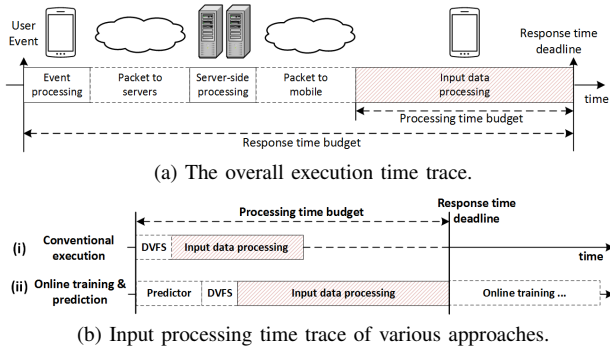 User
Event
Response time
deadline
Event
processing
Packet to
servers
Server-side
processing
Packet to
mobile
Input data
processing
time
Processing time budget
Response time budget
(a) The overall execution time trace.
Processing time budget
Response time
deadline
(i) Conventional
execution
DVFS
Input data processing
time
(ii) Online training &
prediction
Predictor
DVFS
Input data processing
Online training ...
(b) Input processing time trace of various approaches.